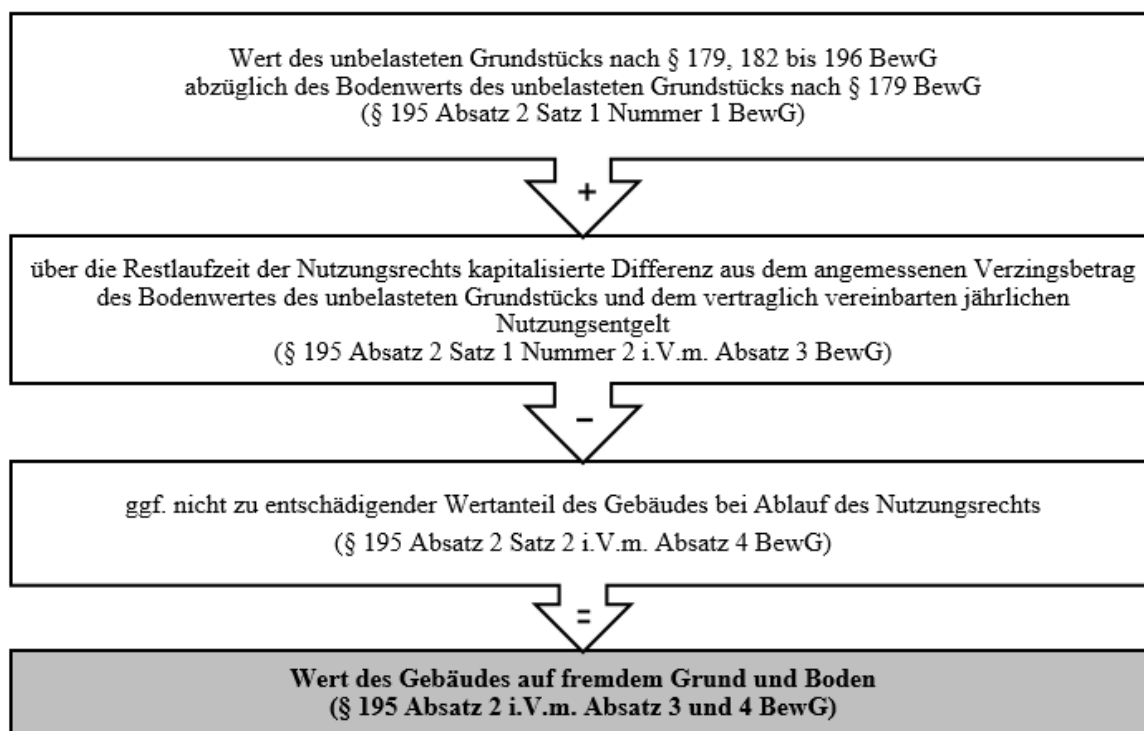 Wert des unbelasteten Grundstücks nach § 179, 182 bis 196 BewG
abzüglich des Bodenwerts des unbelasteten Grundstücks nach § 179 BewG
(§ 195 Absatz 2 Satz 1 Nummer 1 BewG)
+
über die Restlaufzeit der Nutzungsrechts kapitalisierte Differenz aus dem angemessenen Verzingsbetrag
des Bodenwertes des unbelasteten Grundstücks und dem vertraglich vereinbarten jährlichen
Nutzungsentgelt
(§ 195 Absatz 2 Satz 1 Nummer 2 i.V.m. Absatz 3 BewG)
–
ggf. nicht zu entschädigender Wertanteil des Gebäudes bei Ablauf des Nutzungsrechts
(§ 195 Absatz 2 Satz 2 i.V.m. Absatz 4 BewG)
=
Wert des Gebäudes auf fremdem Grund und Boden
(§ 195 Absatz 2 i.V.m. Absatz 3 und 4 BewG)